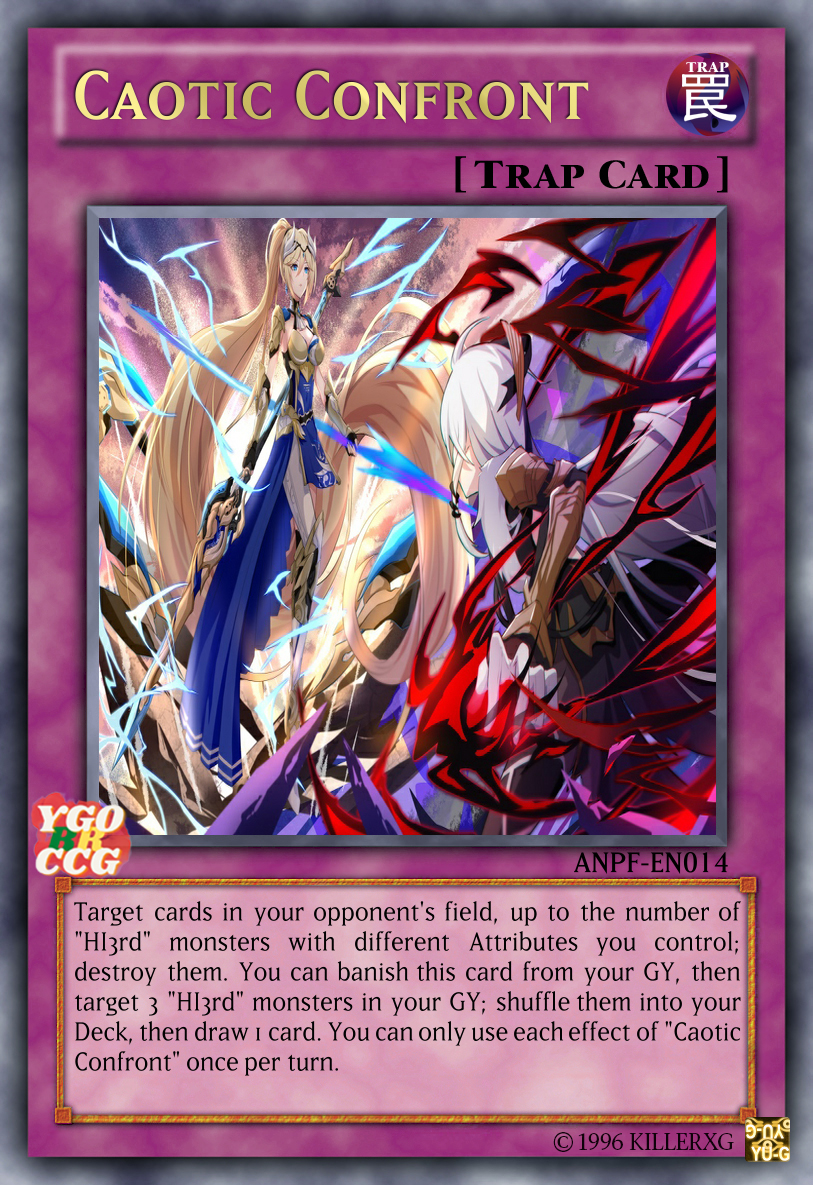 Caotic Confront
TRAP
罠
[Trap Card]
YGO
BR
CCG
ANPF-EN014
Target cards in your opponent's field, up to the number of
"HI3rd" monsters with different Attributes you control;
destroy them. You can banish this card from your GY, then
target 3 "HI3rd" monsters in your GY; shuffle them into your
Deck, then draw 1 card. You can only use each effect of "Caotic
Confront" once per turn.
© 1996 KILLERXG
YU-G